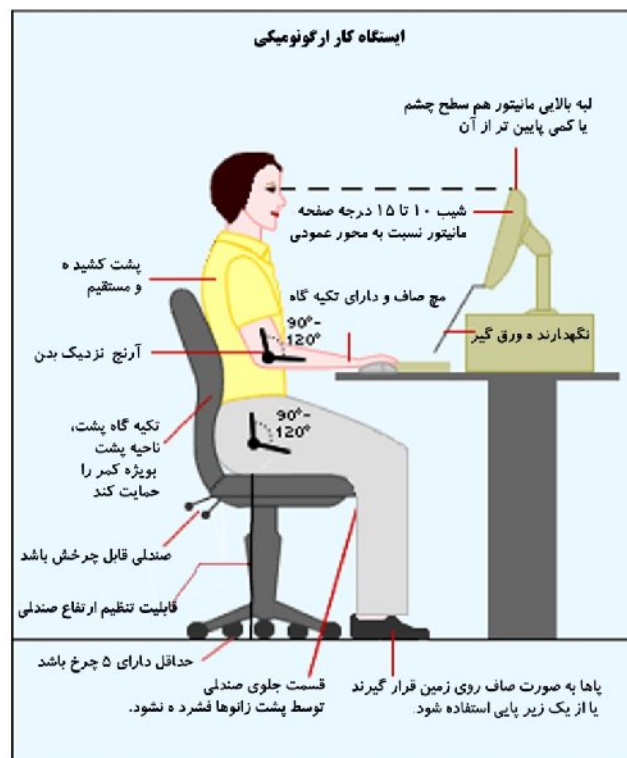 ایستگاه کار ارگونومیکی
لبه بالایی مانیتور هم سطح چشم
یا کمی پایین تر از آن
شیب ۱۰ تا ۱۵ درجه صفحه
مانیتور نسبت به محور عمودی
پشت کشیده
و مستقیم
مچ صاف و دارای تکیه گاه
90°-
120°
نگهدارنده ورق گیر
آرنج نزدیک بدن
تکیه گاه پشت،
ناحیه پشت
بویژه کمر را
حمایت کند
90°-
120°
صندلی قابل چرخش باشد
قابلیت تنظیم ارتفاع صندلی
حداقل دارای ۵ چرخ باشد
قسمت جلوی صندلی
توسط پشت زانوها فشرده نشود.
پاها به صورت صاف روی زمین قرار گیرند
یا از یک زیر پایی استفاده شود.